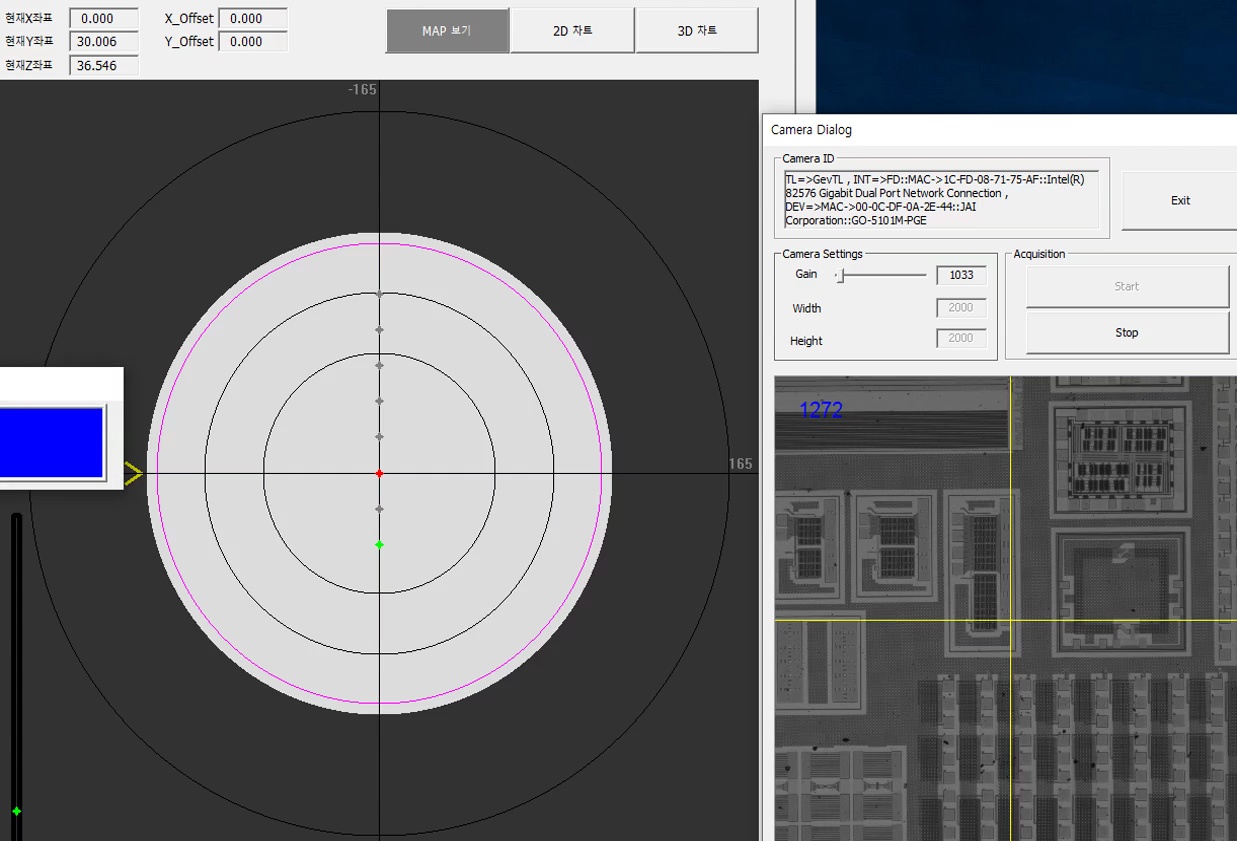 현재X좌표 0.000 X_Offset 0.000
현재Y좌표 30.006 Y_Offset 0.000
현재Z좌표 36.546
MAP 보기 2D 차트 3D 차트
-165
165
Camera Dialog
Camera ID
TL=>GevTL , INT=>FD::MAC->1C-FD-08-71-75-AF::Intel(R)
82576 Gigabit Dual Port Network Connection ,
DEV=>MAC->00-0C-DF-0A-2E-44::JAI
Corporation::GO-5101M-PGE
Exit
Camera Settings
Gain 1033
Width 2000
Height 2000
Acquisition
Start
Stop
1272